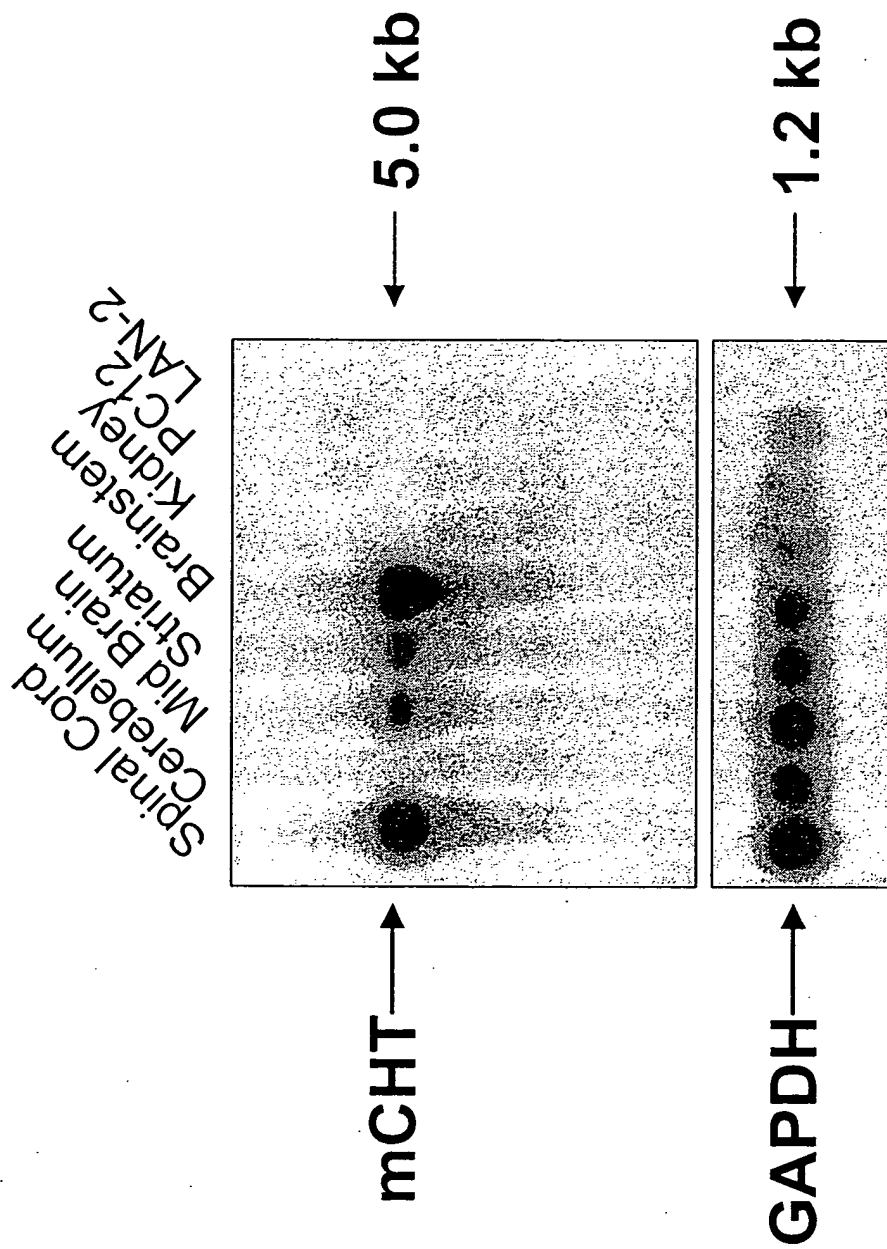 Spinal Cord
Cerebellum
Mid Brain
Striatum
Brainstem
Kidney
PC12
LAN-2
mCHT
5.0 kb
GAPDH
1.2 kb